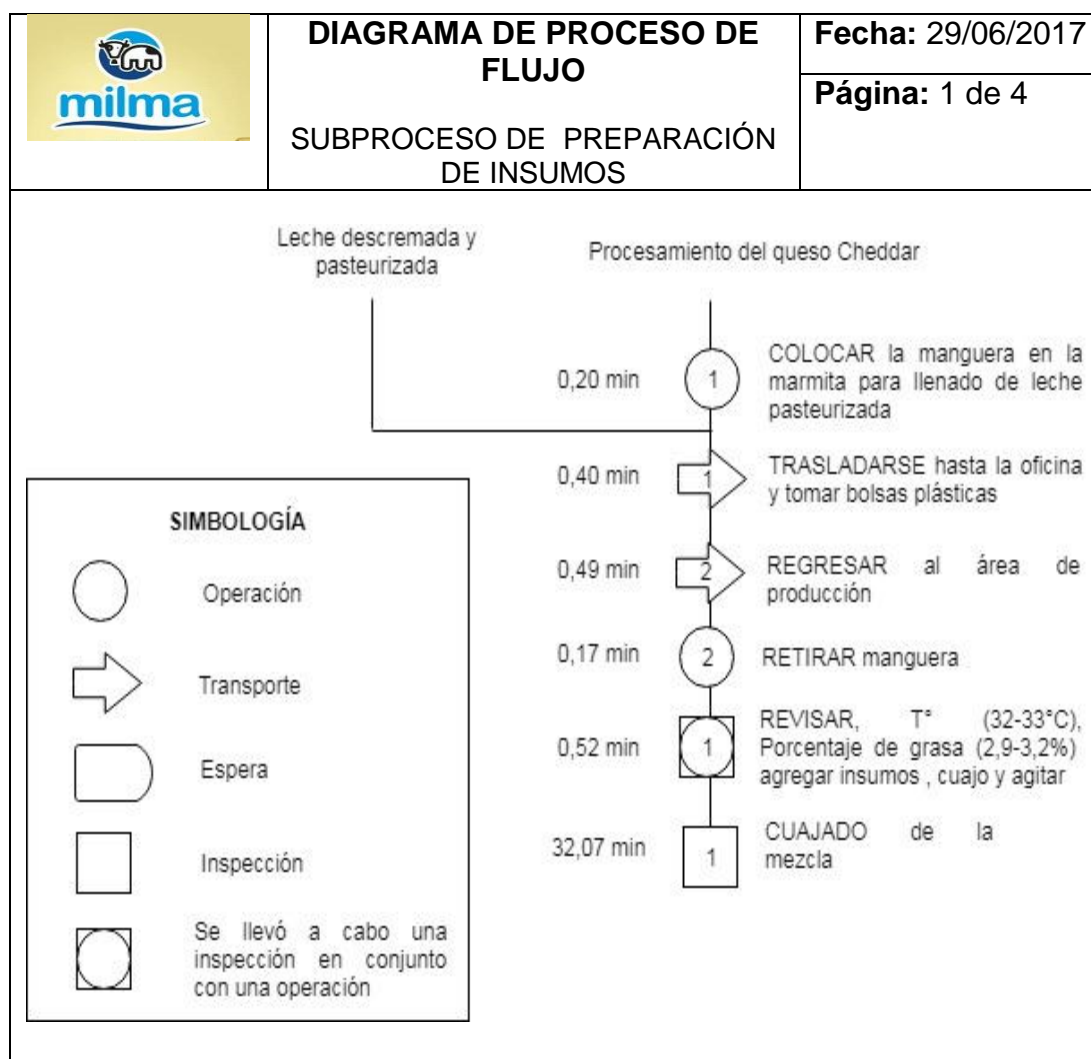 milma
DIAGRAMA DE PROCESO DE
FLUJO
SUBPROCESO DE PREPARACIÓN
DE INSUMOS
Fecha: 29/06/2017
Página: 1 de 4
Leche descremada y
pasteurizada
Procesamiento del queso Cheddar
0,20 min
1
COLOCAR la manguera en la
marmita para llenado de leche
pasteurizada
0,40 min
1
TRASLADARSE hasta la oficina
y tomar bolsas plásticas
0,49 min
2
REGRESAR al área de
producción
0,17 min
2
RETIRAR manguera
0,52 min
1
REVISAR, T° (32-33°C),
Porcentaje de grasa (2,9-3,2%)
agregar insumos , cuajo y agitar
32,07 min
1
CUAJADO de la
mezcla
SIMBOLOGÍA
Operación
Transporte
Espera
Inspección
Se llevó a cabo una
inspección en conjunto
con una operación